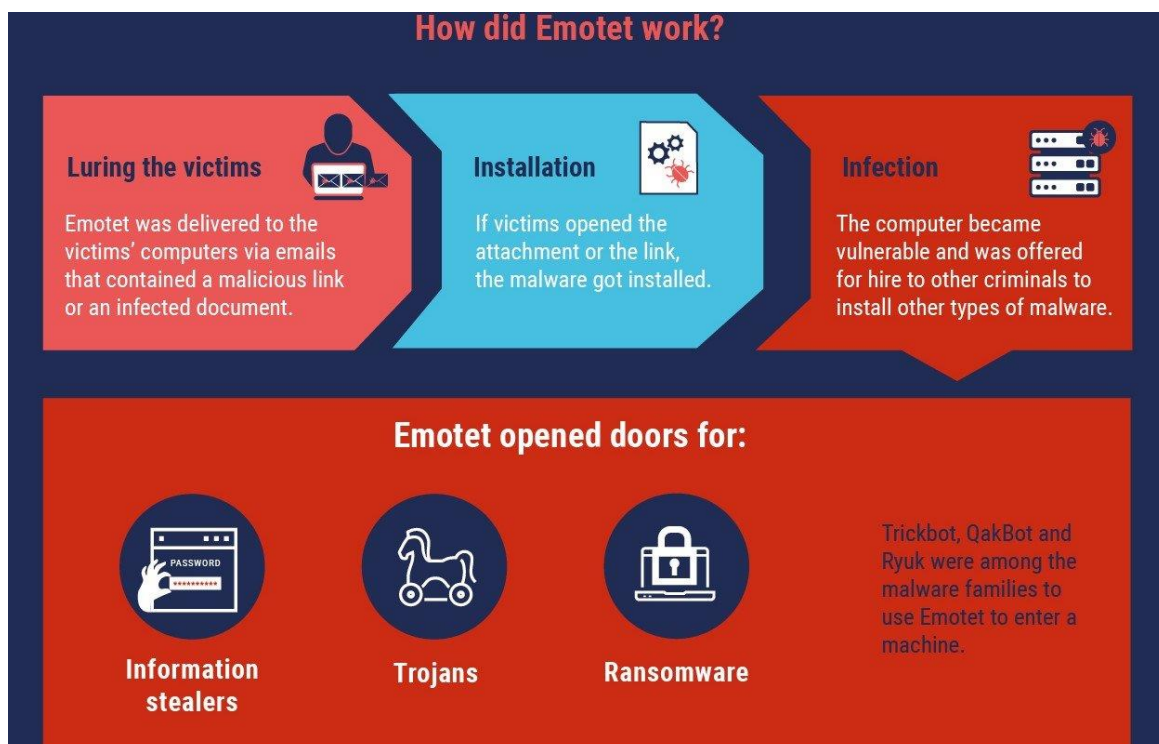 How did Emotet work?
Luring the victims
Emotet was delivered to the
victims' computers via emails
that contained a malicious link
or an infected document.
Installation
If victims opened the
attachment or the link,
the malware got installed.
Infection
The computer became
vulnerable and was offered
for hire to other criminals to
install other types of malware.
Emotet opened doors for:
PASSWORD
**********
Information
stealers
Trojans
Ransomware
Trickbot, QakBot and
Ryuk were among the
malware families to
use Emotet to enter a
machine.